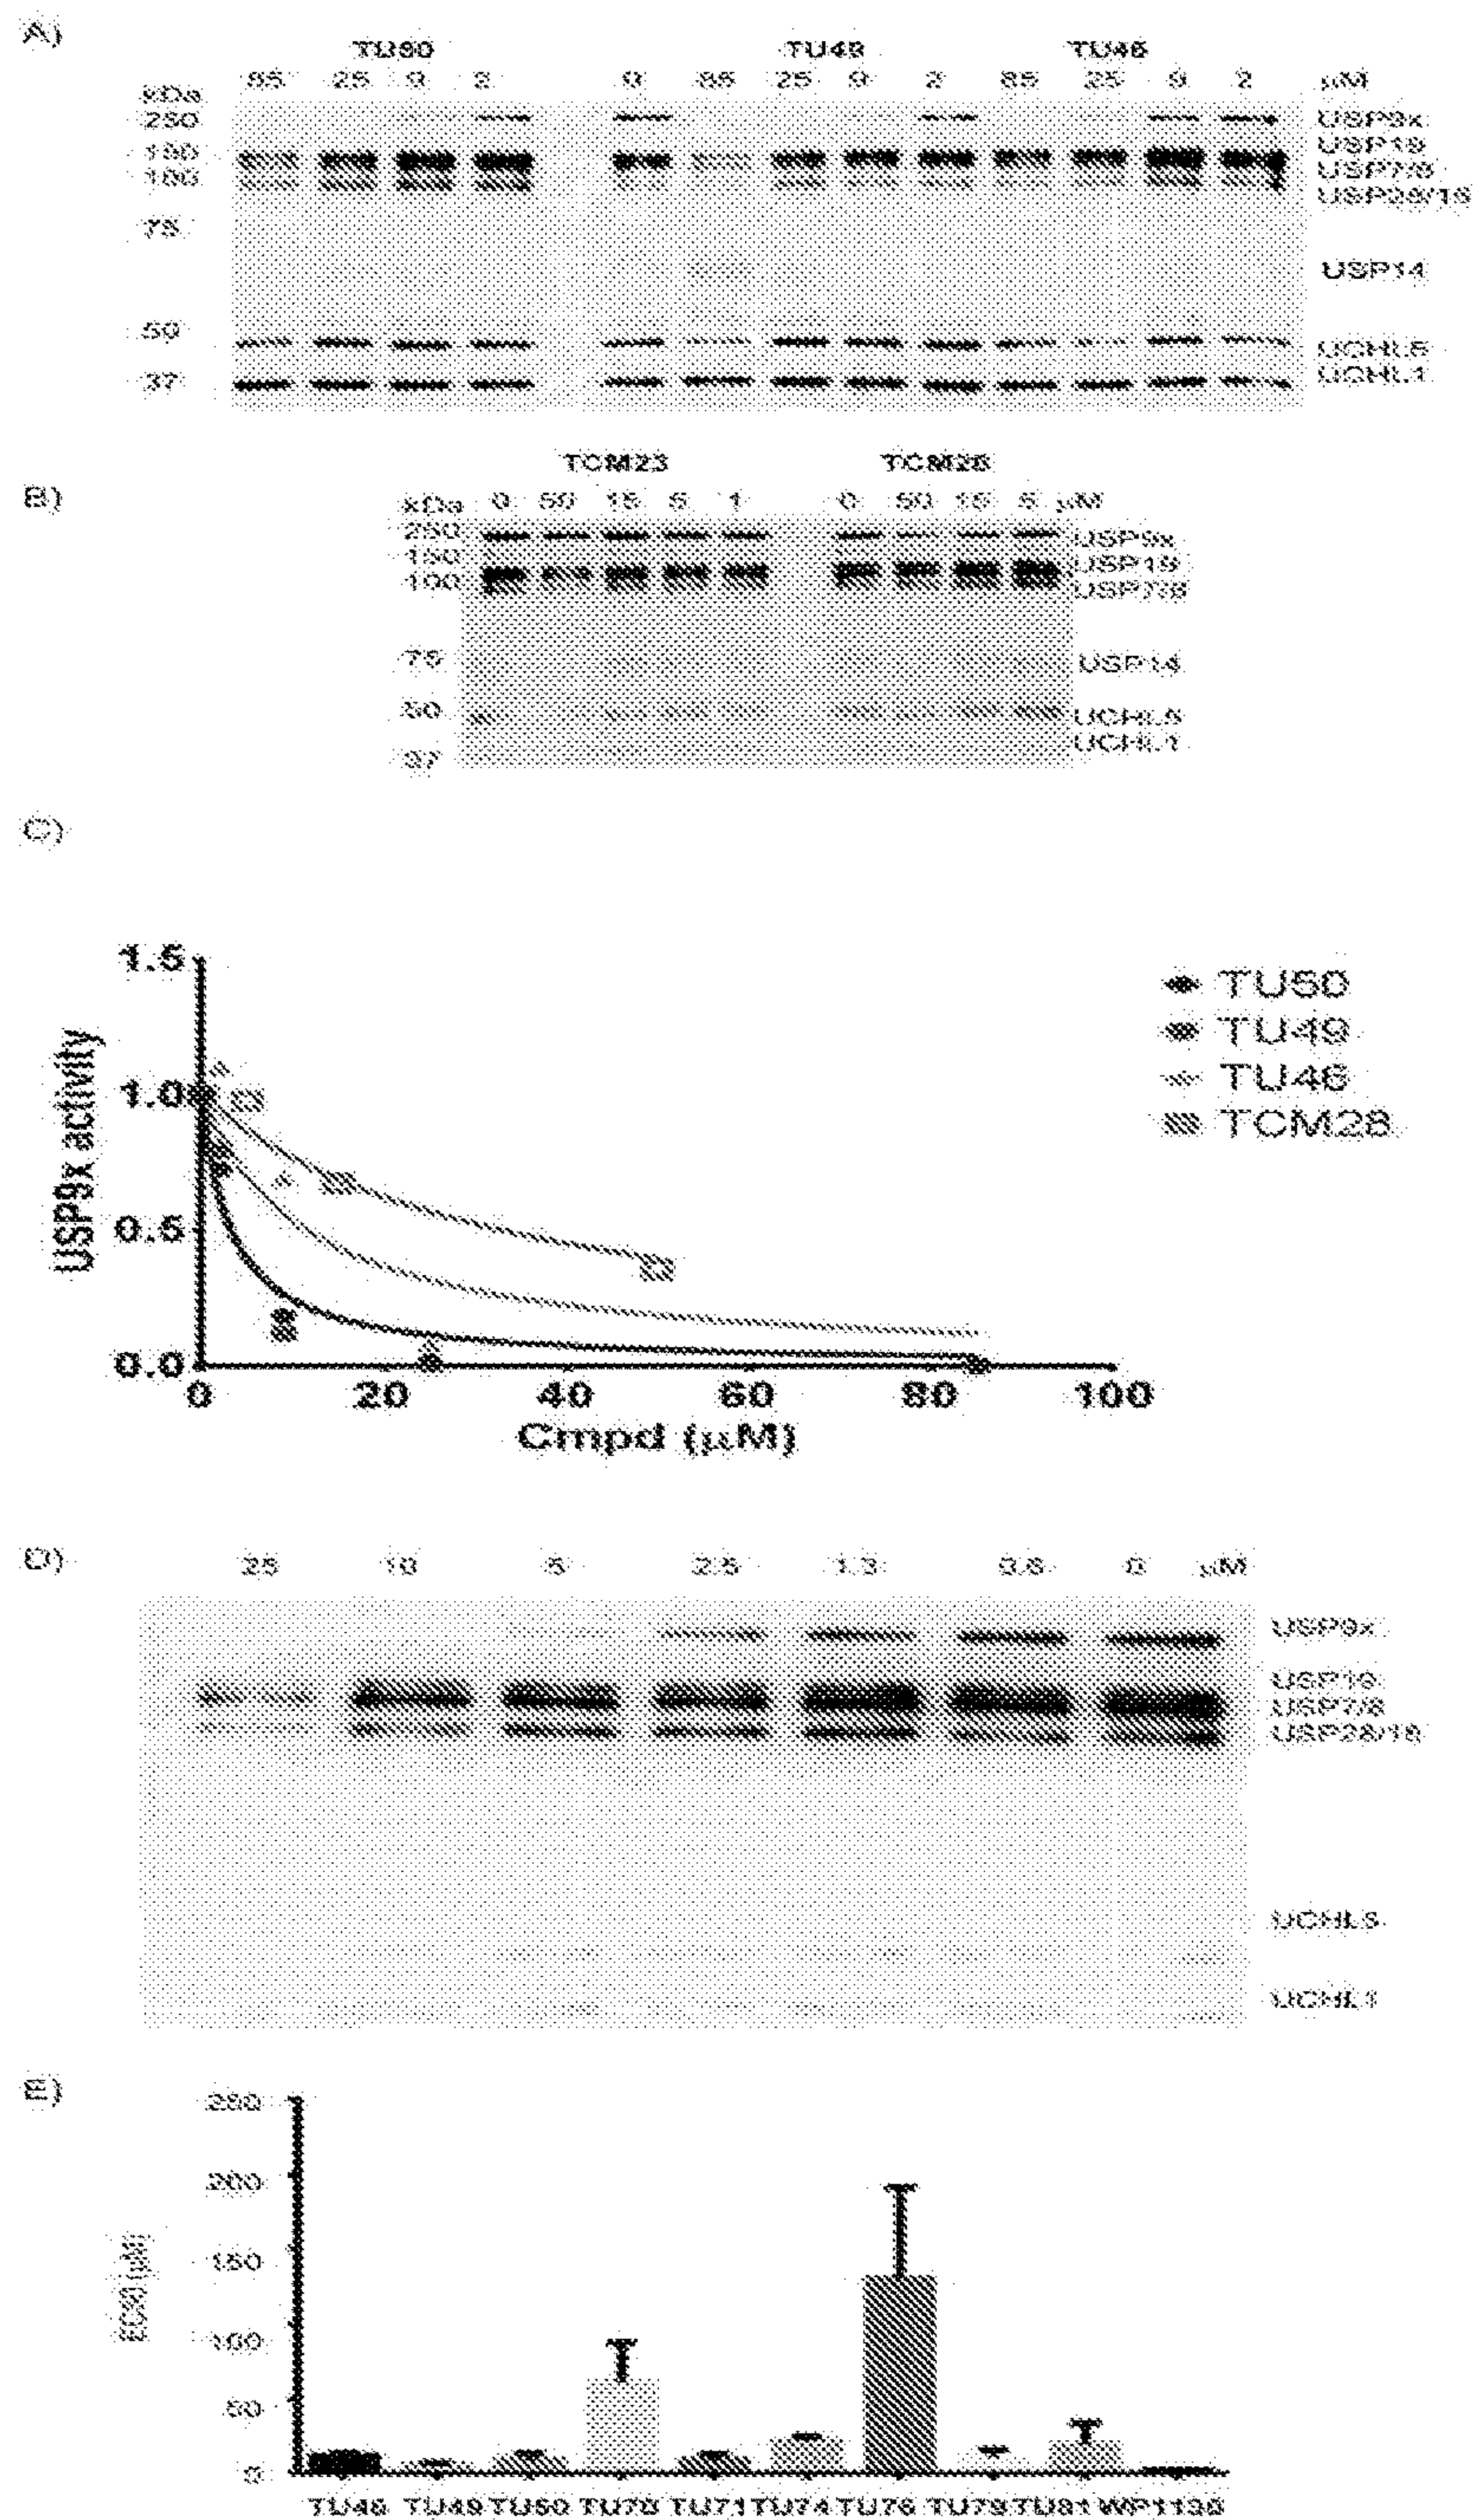 A)
TU50 TU49 TU46
85 25 9 2 0 85 25 9 2 85 25 9 2 μM
kDa
250 USP9x
150 USP19
100 USP7/8
USP28/15
75
USP14
50
UCHL5
37 UCHL1
TCM23 TCM28
B)
kDa 0 50 15 5 1 0 50 15 5 μM
250 USP9x
150 USP19
100 USP7/8
75 USP14
50 UCHL5
37 UCHL1
C)
1.5
1.0
0.5
0.0
USP9x activity
0 20 40 60 80 100
Cmpd (μM)
TU50
TU49
TU46
TCM28
D)
25 10 5 2.5 1.3 0.6 0 μM
USP9x
USP19
USP7/8
USP28/15
UCHL1
E)
250
200
150
100
50
0
EC50 (μM)
TU46 TU49 TU50 TU70 TU71 TU74 TU76 TU79 TU81 WP1138